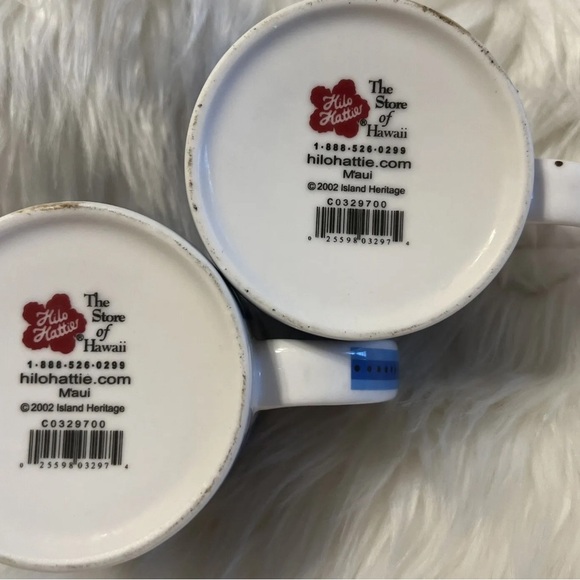 Hilo
Hattie®
The
Store
of
Hawaii
1·888·526·0299
hilohattie.com
Maui
©2002 Island Heritage
C0329700
0 25598 03297 4
Hilo
Hattie®
The
Store
of
Hawaii
1·888·526·0299
hilohattie.com
Maui
©2002 Island Heritage
C0329700
0 25598 03297 4